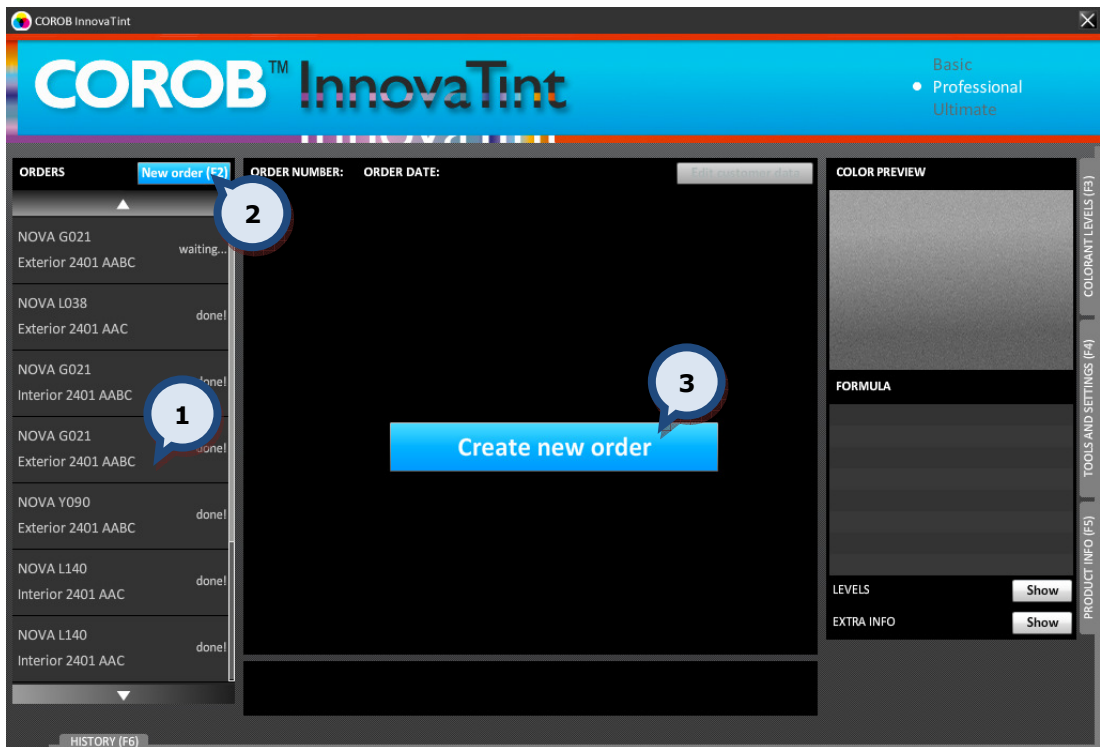 COROB InnovaTint
COROB™ InnovaTint
Basic
Professional
Ultimate
ORDERS
New order (F2)
2
NOVA G021
waiting...
Exterior 2401 AABC
NOVA L038
done!
Exterior 2401 AAC
NOVA G021
done!
Interior 2401 AABC
1
NOVA G021
done!
Exterior 2401 AABC
NOVA Y090
done!
Exterior 2401 AABC
NOVA L140
done!
Interior 2401 AAC
NOVA L140
done!
Interior 2401 AAC
HISTORY (F6)
ORDER NUMBER: ORDER DATE:
Edit customer data
3
Create new order
COLOR PREVIEW
FORMULA
LEVELS
Show
EXTRA INFO
Show
COLORANT LEVELS (F3)
TOOLS AND SETTINGS (F4)
PRODUCT INFO (F5)